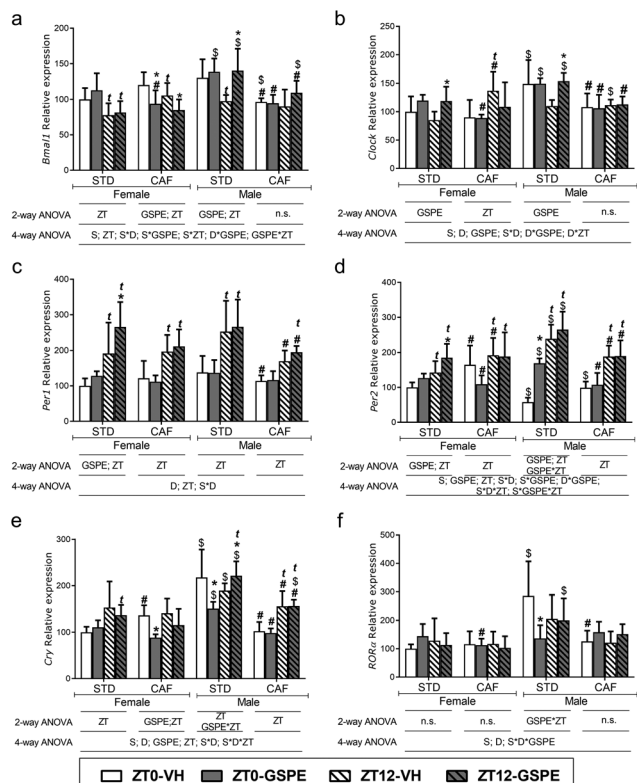 a
Bmal1 Relative expression
200
150
100
50
0
t
t
*
#
t
*
$
t
*
$
$
#
#
$
#
STD
CAF
STD
CAF
Female
Male
2-way ANOVA
ZT
GSPE; ZT
GSPE; ZT
n.s.
4-way ANOVA
S; ZT; S*D; S*GSPE; S*ZT; D*GSPE; GSPE*ZT
b
Clock Relative expression
200
150
100
50
0
*
#
t
#
$
$
*
$
#
#
$
#
#
STD
CAF
STD
CAF
Female
Male
2-way ANOVA
GSPE
ZT
GSPE
n.s.
4-way ANOVA
S; D; GSPE; S*D; D*GSPE; D*ZT
c
Per1 Relative expression
400
300
200
100
0
t
t
*
t
t
t
t
#
t
#
t
#
STD
CAF
STD
CAF
Female
Male
2-way ANOVA
GSPE; ZT
ZT
ZT
ZT
4-way ANOVA
D; ZT; S*D
d
Per2 Relative expression
400
300
200
100
0
t
t
*
#
#
t
#
t
$
*
$
t
$
t
$
$
#
#
t
#
t
#
STD
CAF
STD
CAF
Female
Male
2-way ANOVA
GSPE; ZT
ZT
GSPE; ZT
GSPE*ZT
ZT
4-way ANOVA
S; GSPE; ZT; S*D; S*GSPE; D*GSPE;
S*D*ZT; S*GSPE*ZT
e
Cry Relative expression
300
200
150
100
50
0
t
#
*
$
*
$
$
t
*
$
#
#
t
#
t
$
#
STD
CAF
STD
CAF
Female
Male
2-way ANOVA
ZT
GSPE;ZT
ZT
GSPE*ZT
ZT
4-way ANOVA
S; D; GSPE; ZT; S*D; S*D*ZT
f
RORα Relative expression
500
400
300
200
100
0
#
$
*
$
#
STD
CAF
STD
CAF
Female
Male
2-way ANOVA
n.s.
n.s.
GSPE*ZT
n.s.
4-way ANOVA
S; D; S*D*GSPE
ZT0-VH
ZT0-GSPE
ZT12-VH
ZT12-GSPE